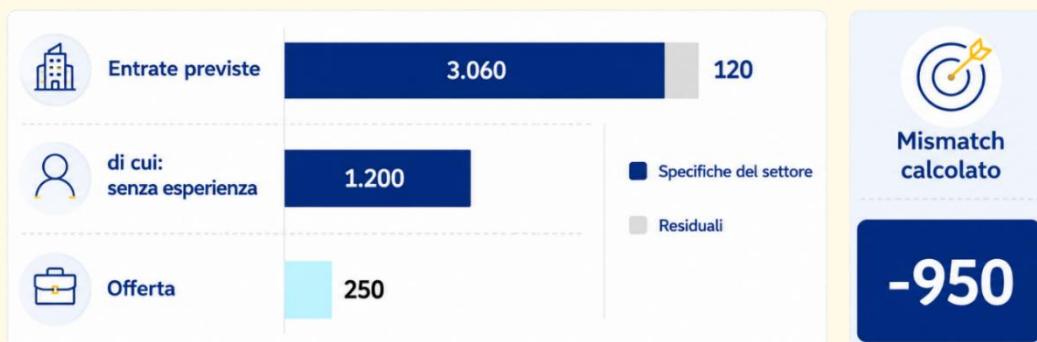 Entrate previste
3.060
120
di cui:
senza esperienza
1.200
Specifiche del settore
Residuali
Offerta
250
Mismatch
calcolato
-950